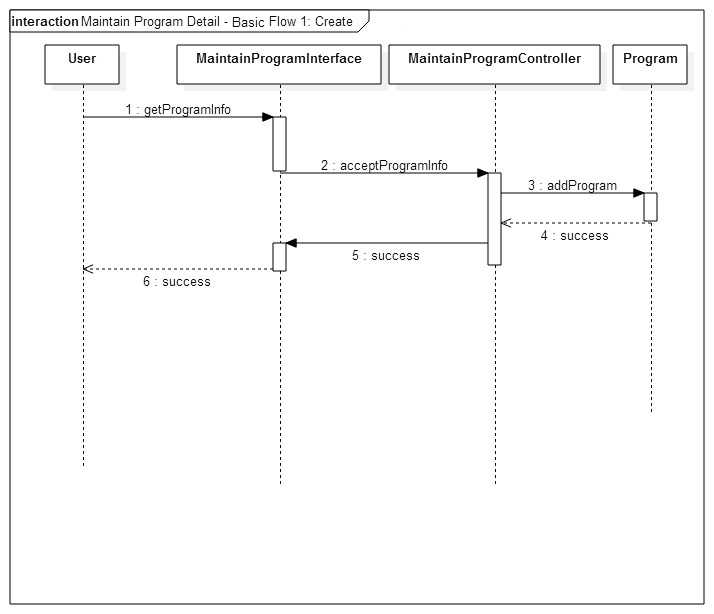 interaction Maintain Program Detail - Basic Flow 1: Create
User
MaintainProgramInterface
MaintainProgramController
Program
1 : getProgramInfo
2 : acceptProgramInfo
3 : addProgram
4 : success
5 : success
6 : success